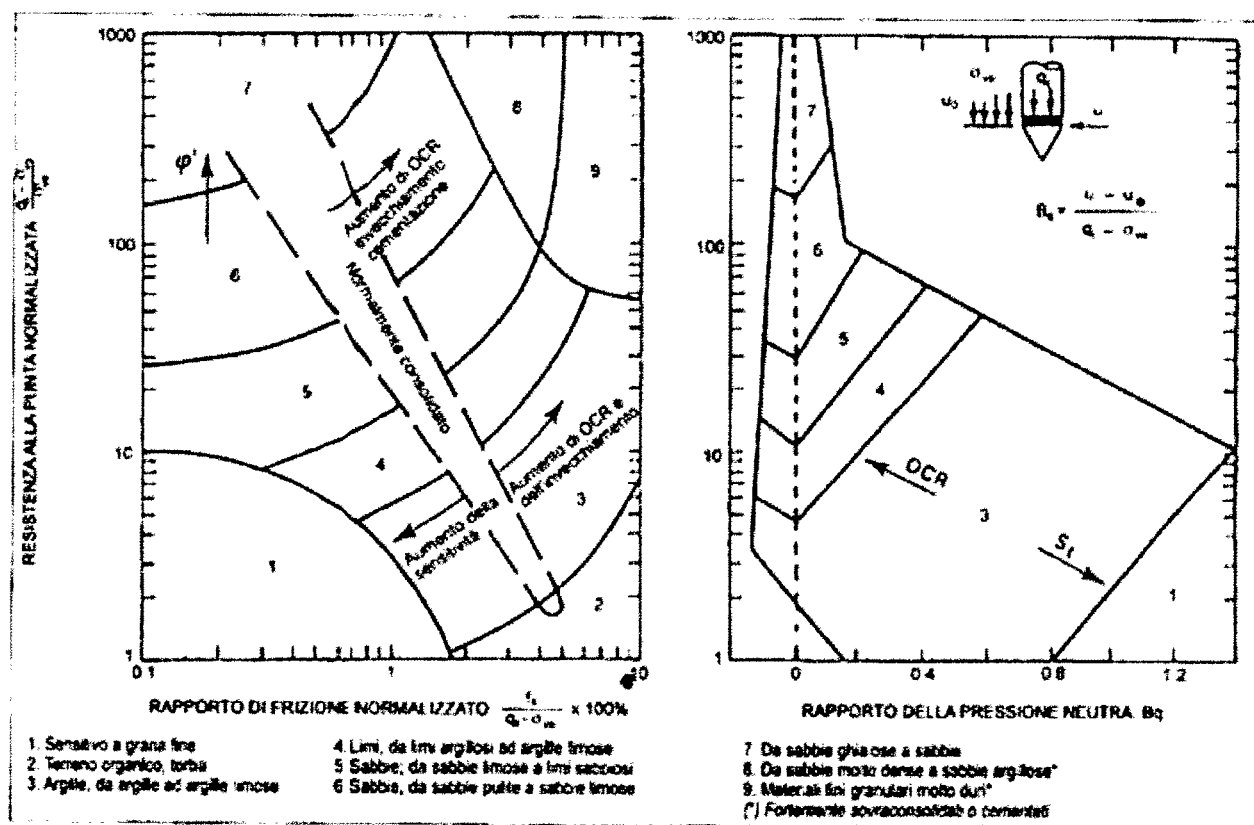 1000
100
10
1
0.1
1
10
RESISTENZA ALLA PUNTA NORMALIZZATA
φ'
7
8
9
6
5
4
3
1
2
Aumento di OCR
invecchiamento
cementazione
Normalmente consolidato
Aumento di OCR e
dell'invecchiamento
Aumento della
sensitività
RAPPORTO DI FRIZIONE NORMALIZZATO x 100%
1000
100
10
1
0
0.4
0.8
1.2
7
6
5
4
3
1
OCR
St
u0
RAPPORTO DELLA PRESSIONE NEUTRA. Bq
1. Sensitivo a grana fine
2. Terreno organico, torba
3. Argille, da argille ad argille limose
4. Limi, da limi argillosi ad argille limose
5 Sabbie; da sabbie limose a limi sabbiosi
6 Sabbia, da sabbie pulite a sabbie limose
7 Da sabbie ghiaiose a sabbie
8. Da sabbie molto dense a sabbie argillose*
9. Materiali fini granulari molto duri*
(*) Fortemente sovraconsolidati o cementati